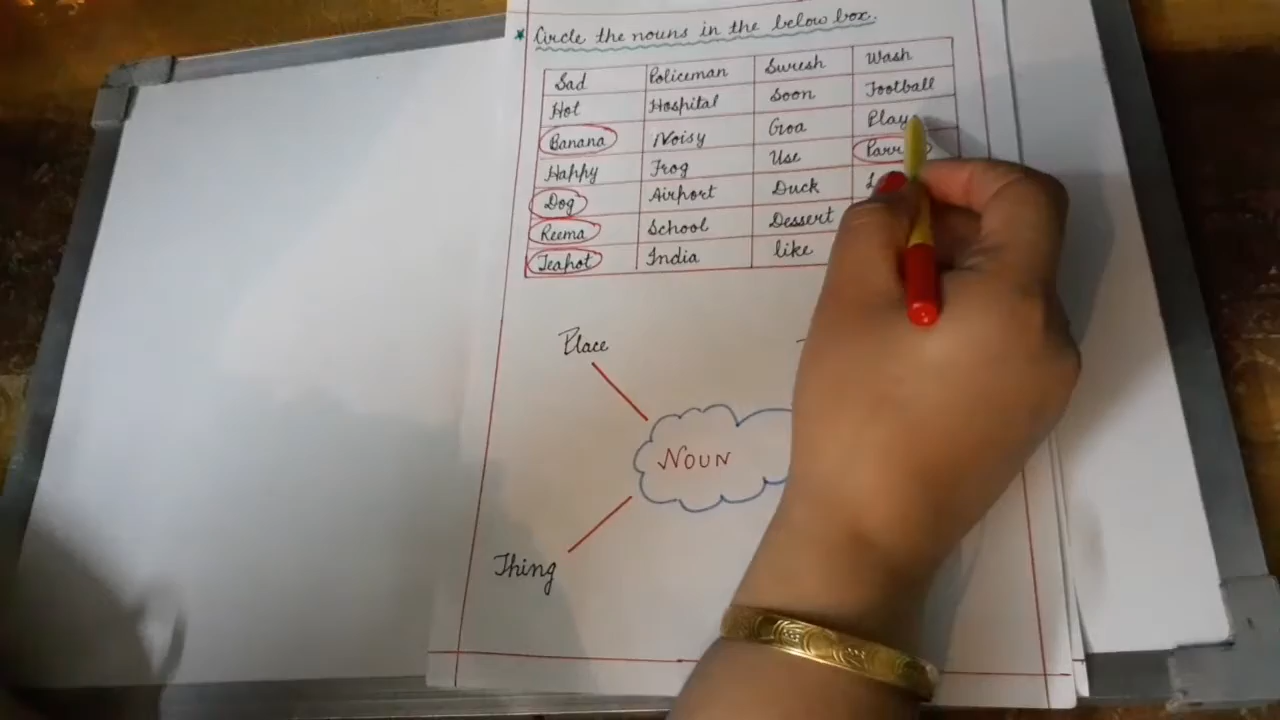 Circle the nouns in the below box.
Sad Policeman Suresh Wash
Hot Hospital Soon Football
Banana Noisy Goa Play
Happy Frog Use
Dog Airport Duck
Reema School Dessert
Teapot India like
Place
NOUN
Thing